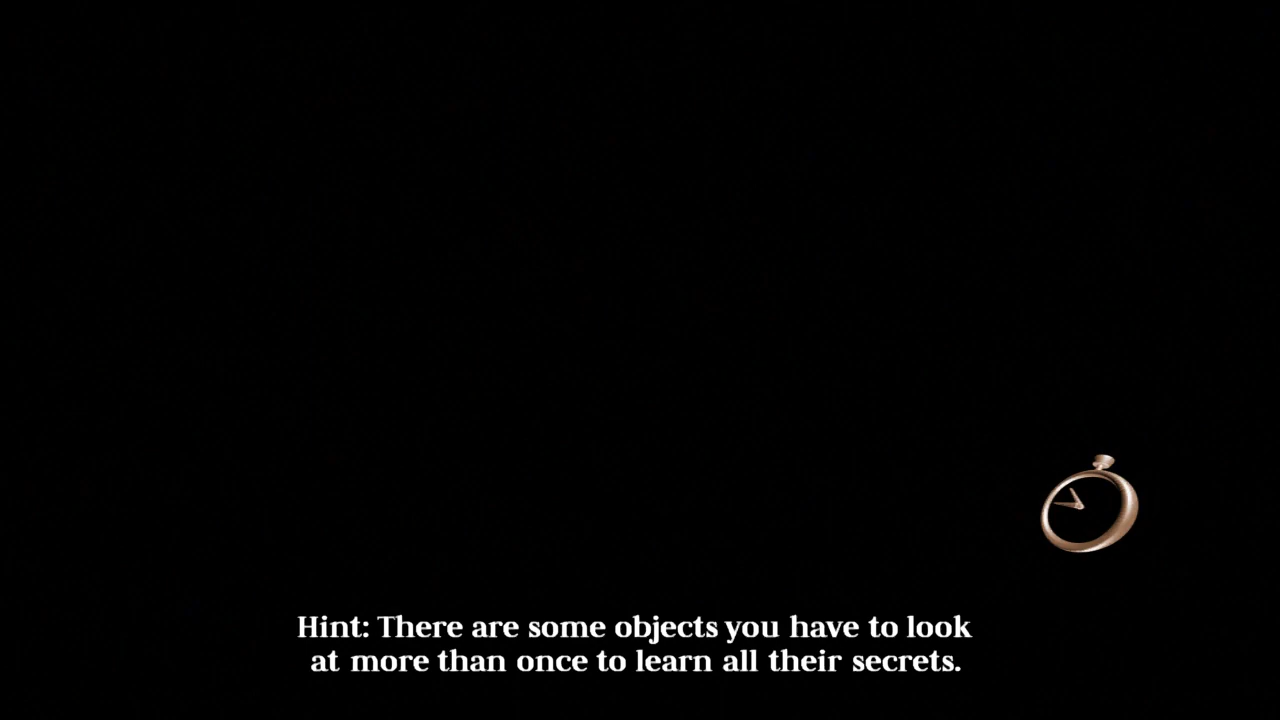 Hint: There are some objects you have to look
at more than once to learn all their secrets.